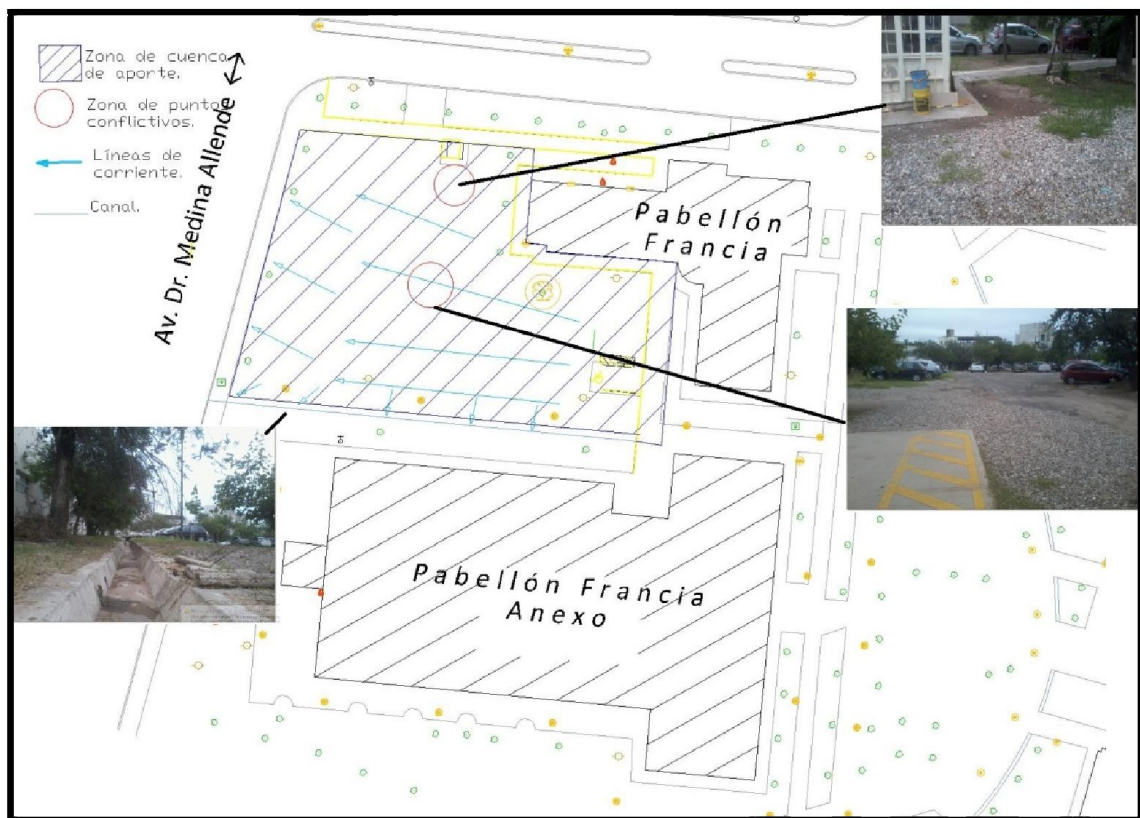 Zona de cuenca
de aporte.
Zona de punto
conflictivos.
Líneas de
corriente.
Canal.
Av. Dr. Medina Allende
Pabellón
Francia
Pabellón Francia
Anexo